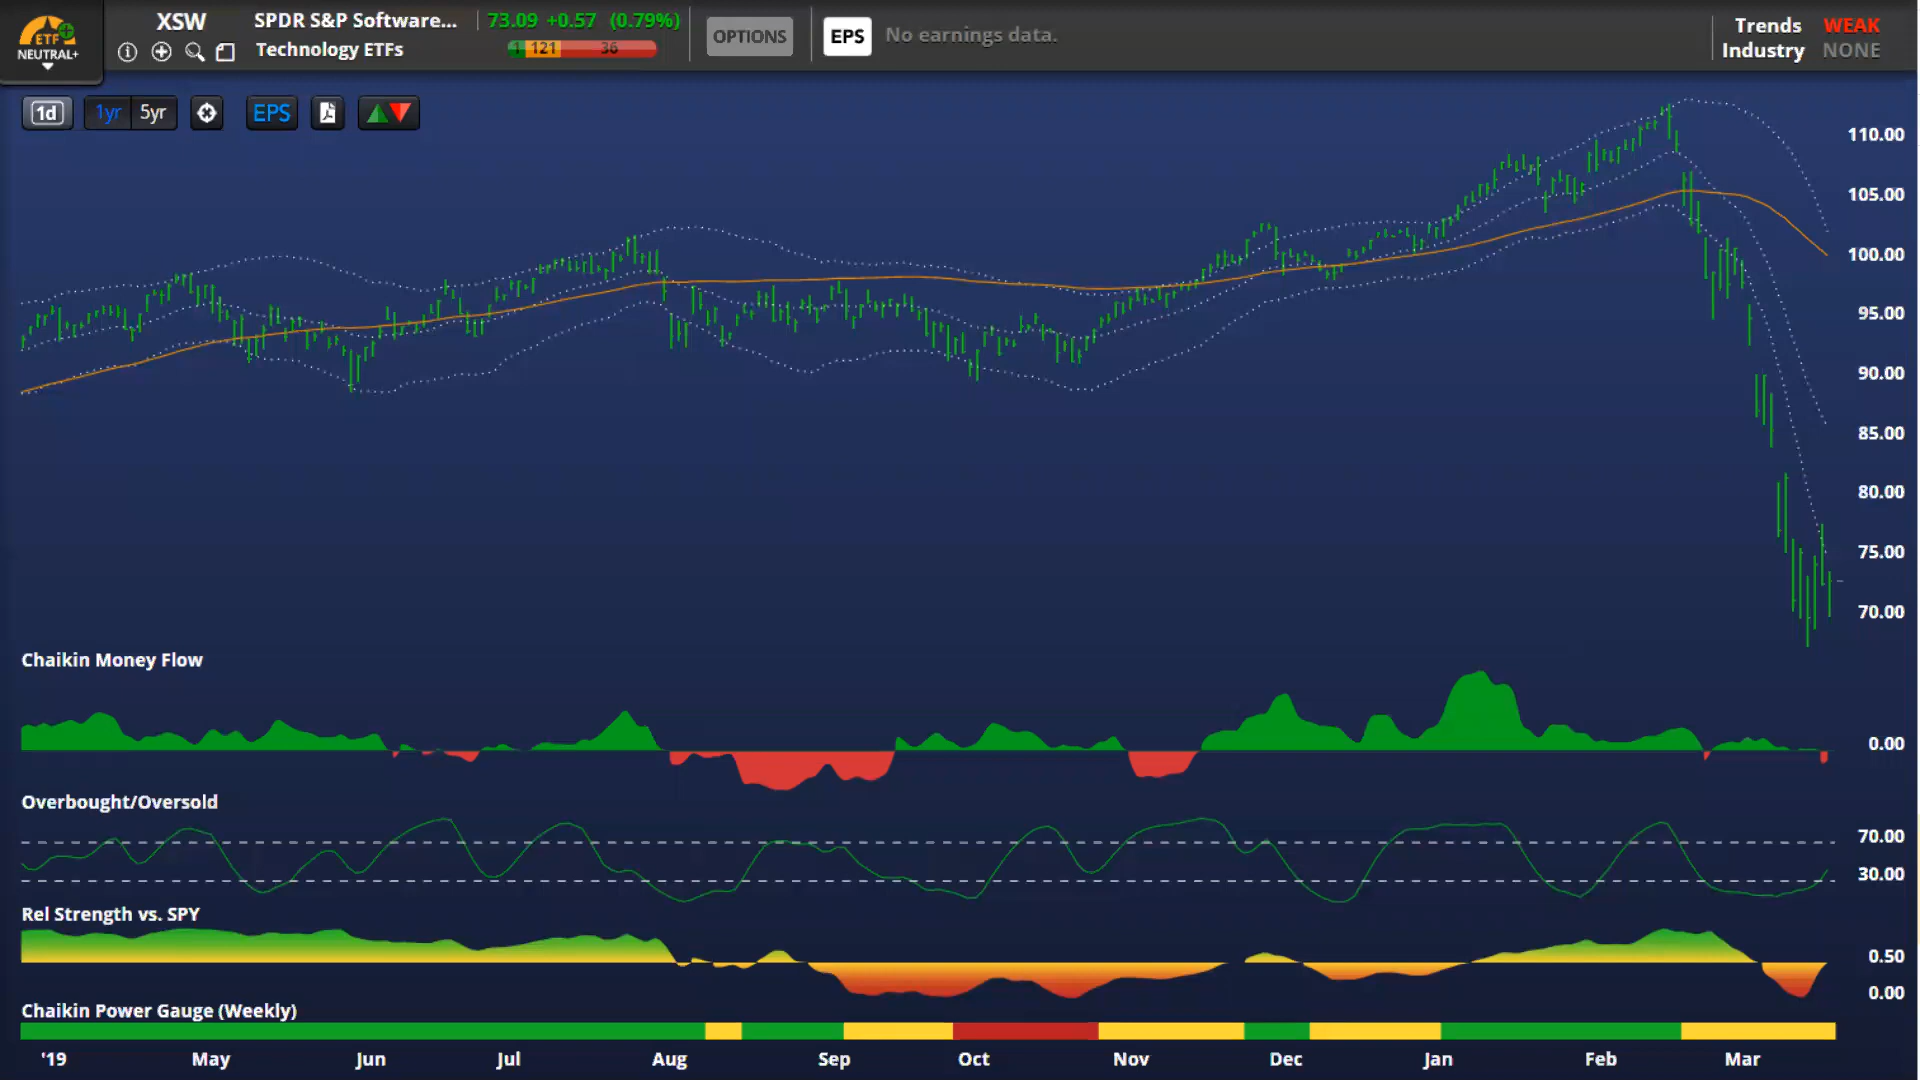 ETF
NEUTRAL+
XSW
SPDR S&P Software...
Technology ETFs
73.09 +0.57 (0.79%)
1 121 36
OPTIONS
EPS
No earnings data.
Trends WEAK
Industry NONE
1d
1yr 5yr
EPS
110.00
105.00
100.00
95.00
90.00
85.00
80.00
75.00
70.00
Chaikin Money Flow
0.00
Overbought/Oversold
70.00
30.00
Rel Strength vs. SPY
0.50
0.00
Chaikin Power Gauge (Weekly)
'19 May Jun Jul Aug Sep Oct Nov Dec Jan Feb Mar